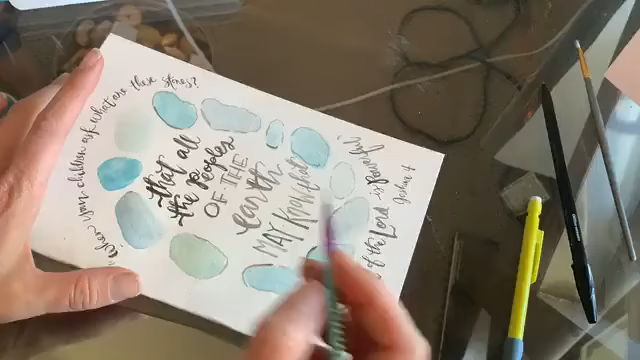 When your children ask what are these stones?
that all
the peoples
OF THE
earth
MAY KNOW that
of the Lord is powerful
Joshua 4